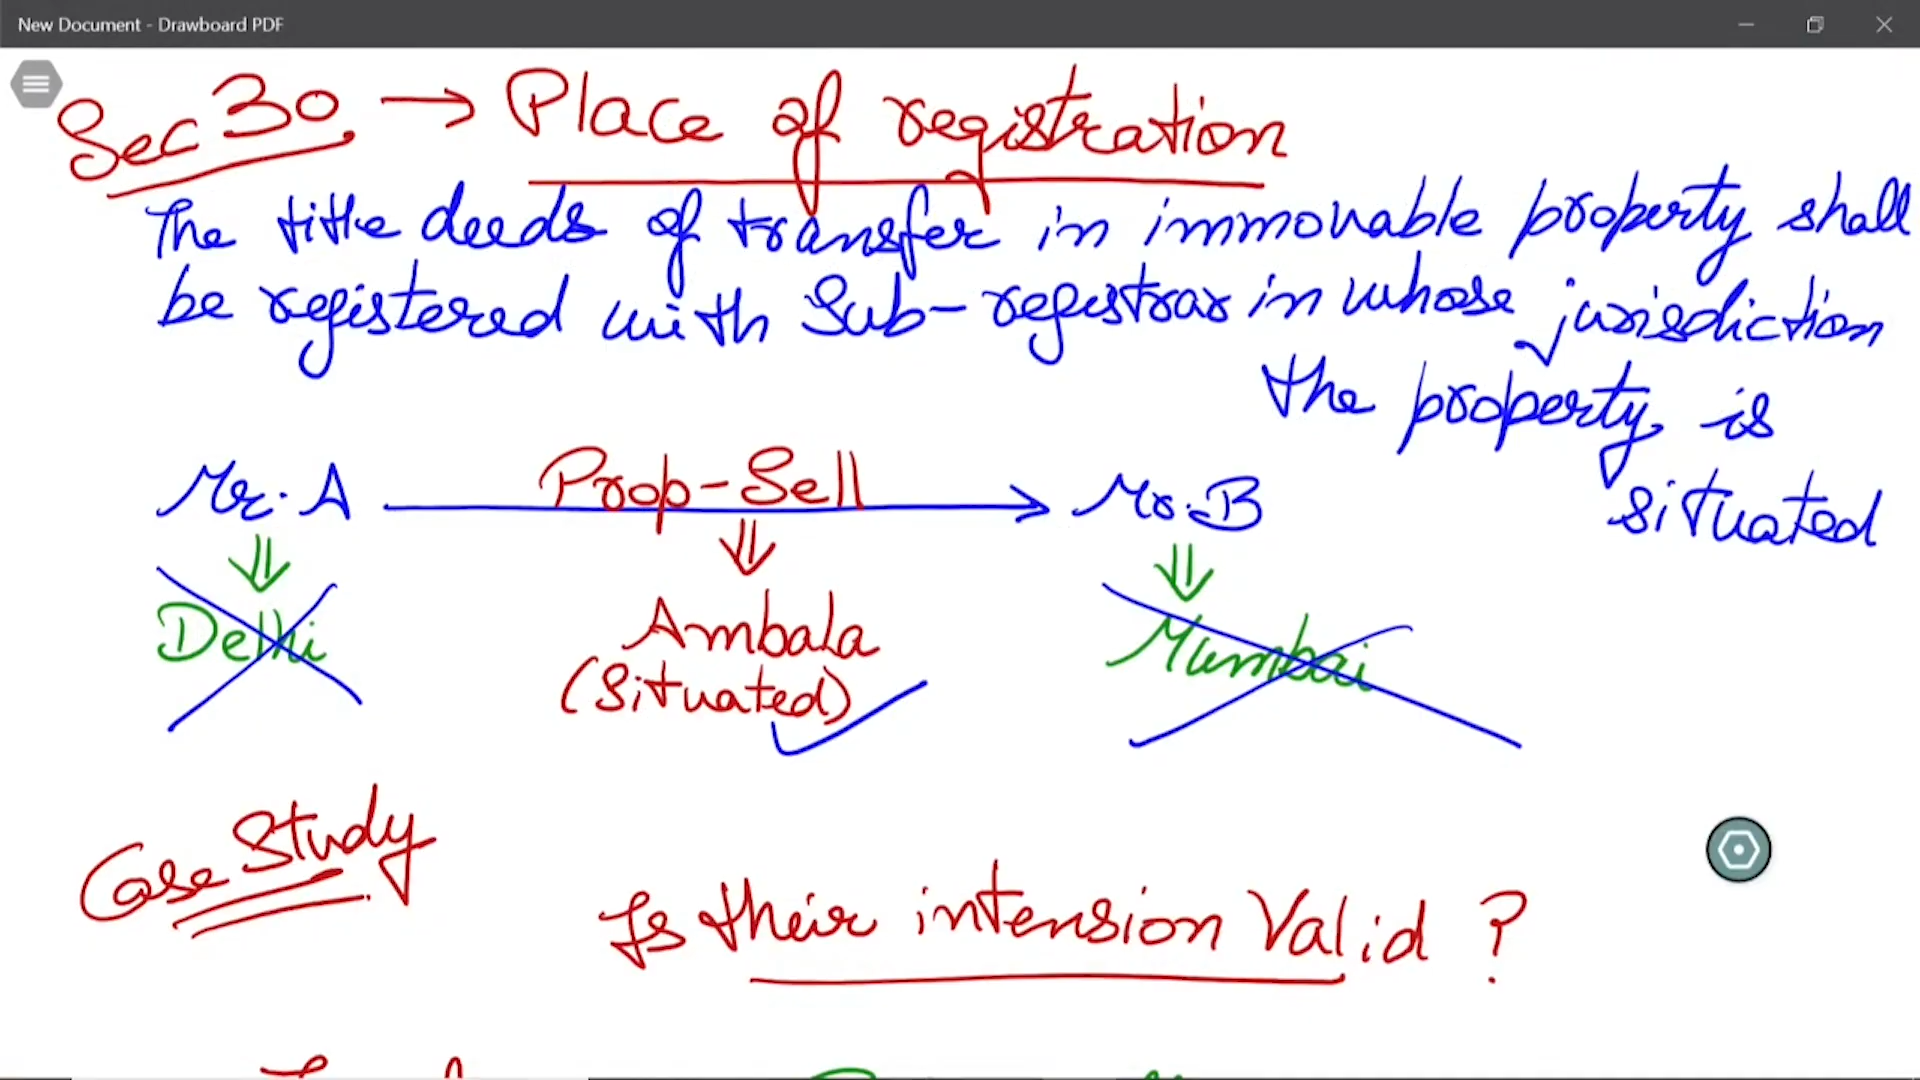 New Document - Drawboard PDF
Sec 30 → Place of registration
The title deeds of transfer in immovable property shall
be registered with Sub-registrar in whose jurisdiction
the property is
situated
Mr. A Prop-Sell Mr. B
Delhi Ambala Mumbai
(Situated)
Case Study
Is their intension Valid ?